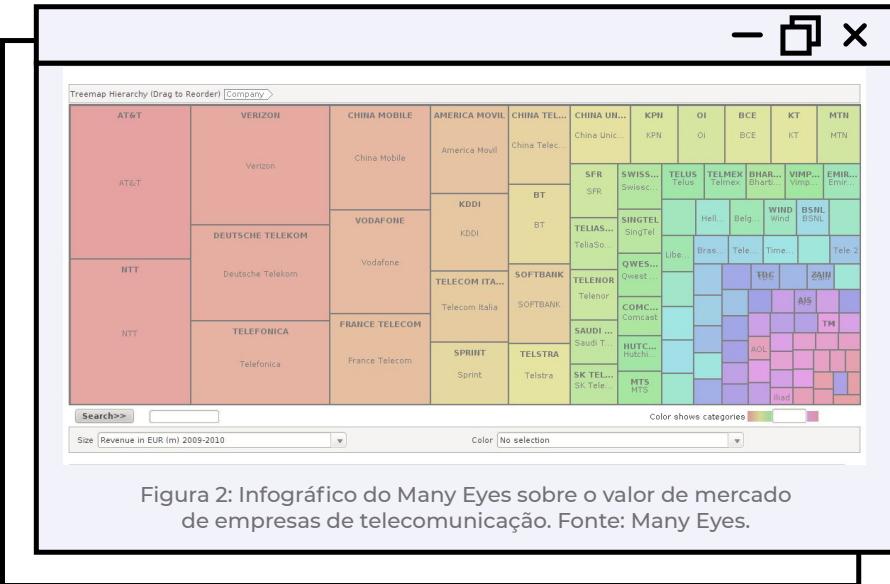 Treemap Hierarchy (Drag to Reorder) Company
AT&T
AT&T
NTT
NTT
VERIZON
Verizon
DEUTSCHE TELEKOM
Deutsche Telekom
TELEFONICA
Telefonica
CHINA MOBILE
China Mobile
VODAFONE
Vodafone
FRANCE TELECOM
France Telecom
AMERICA MOVIL
America Movil
KDDI
KDDI
TELECOM ITA...
Telecom Italia
SPRINT
Sprint
CHINA TEL...
China Telec...
BT
BT
SOFTBANK
SOFTBANK
TELSTRA
Telstra
CHINA UN...
China Unic...
KPN
KPN
OI
Oi
BCE
BCE
KT
KT
MTN
MTN
SFR
SFR
TELIAS...
TeliaSo...
TELENOR
Telenor
SAUDI ...
Saudi T...
SK TEL...
SK Tele...
SWISS...
Swissc...
SINGTEL
SingTel
QWES...
Qwest ...
COMC...
Comcast
HUTC...
Hutchi...
MTS
MTS
TELUS
Telus
TELMEX
Telmex
BHAR...
Bharti...
VIMP...
Vimp...
EMIR...
Emir...
Hell...
Belg...
WIND
Wind
BSNL
BSNL
Libe...
Bras...
Tele...
Time...
Tele 2
TDC
ZAIN
AIS
TM
AOL
Iliad
Search>>
Color shows categories
Size Revenue in EUR (m) 2009-2010
Color No selection
Figura 2: Infográfico do Many Eyes sobre o valor de mercado
de empresas de telecomunicação. Fonte: Many Eyes.